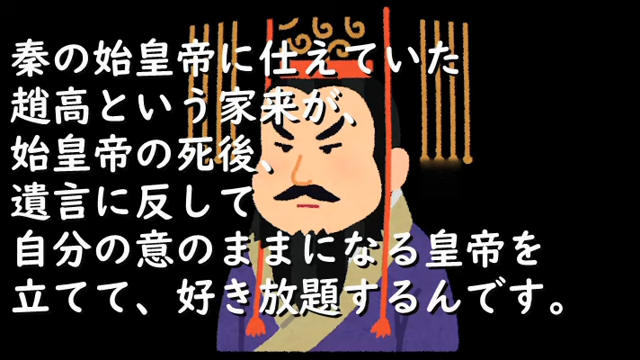 秦の始皇帝に仕えていた
趙高という家来が、
始皇帝の死後、
遺言に反して
自分の意のままになる皇帝を
立てて、好き放題するんです。